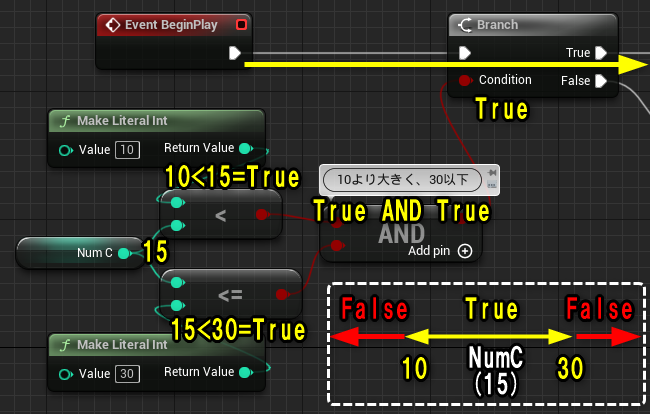 Event BeginPlay
Branch
True
Condition
False
True
Make Literal Int
Value 10
Return Value
10<15=True
10より大きく、30以下
<
True AND True
AND
Add pin
Num C
15
<=
15<30=True
Make Literal Int
Value 30
Return Value
False
True
False
10
NumC
(15)
30